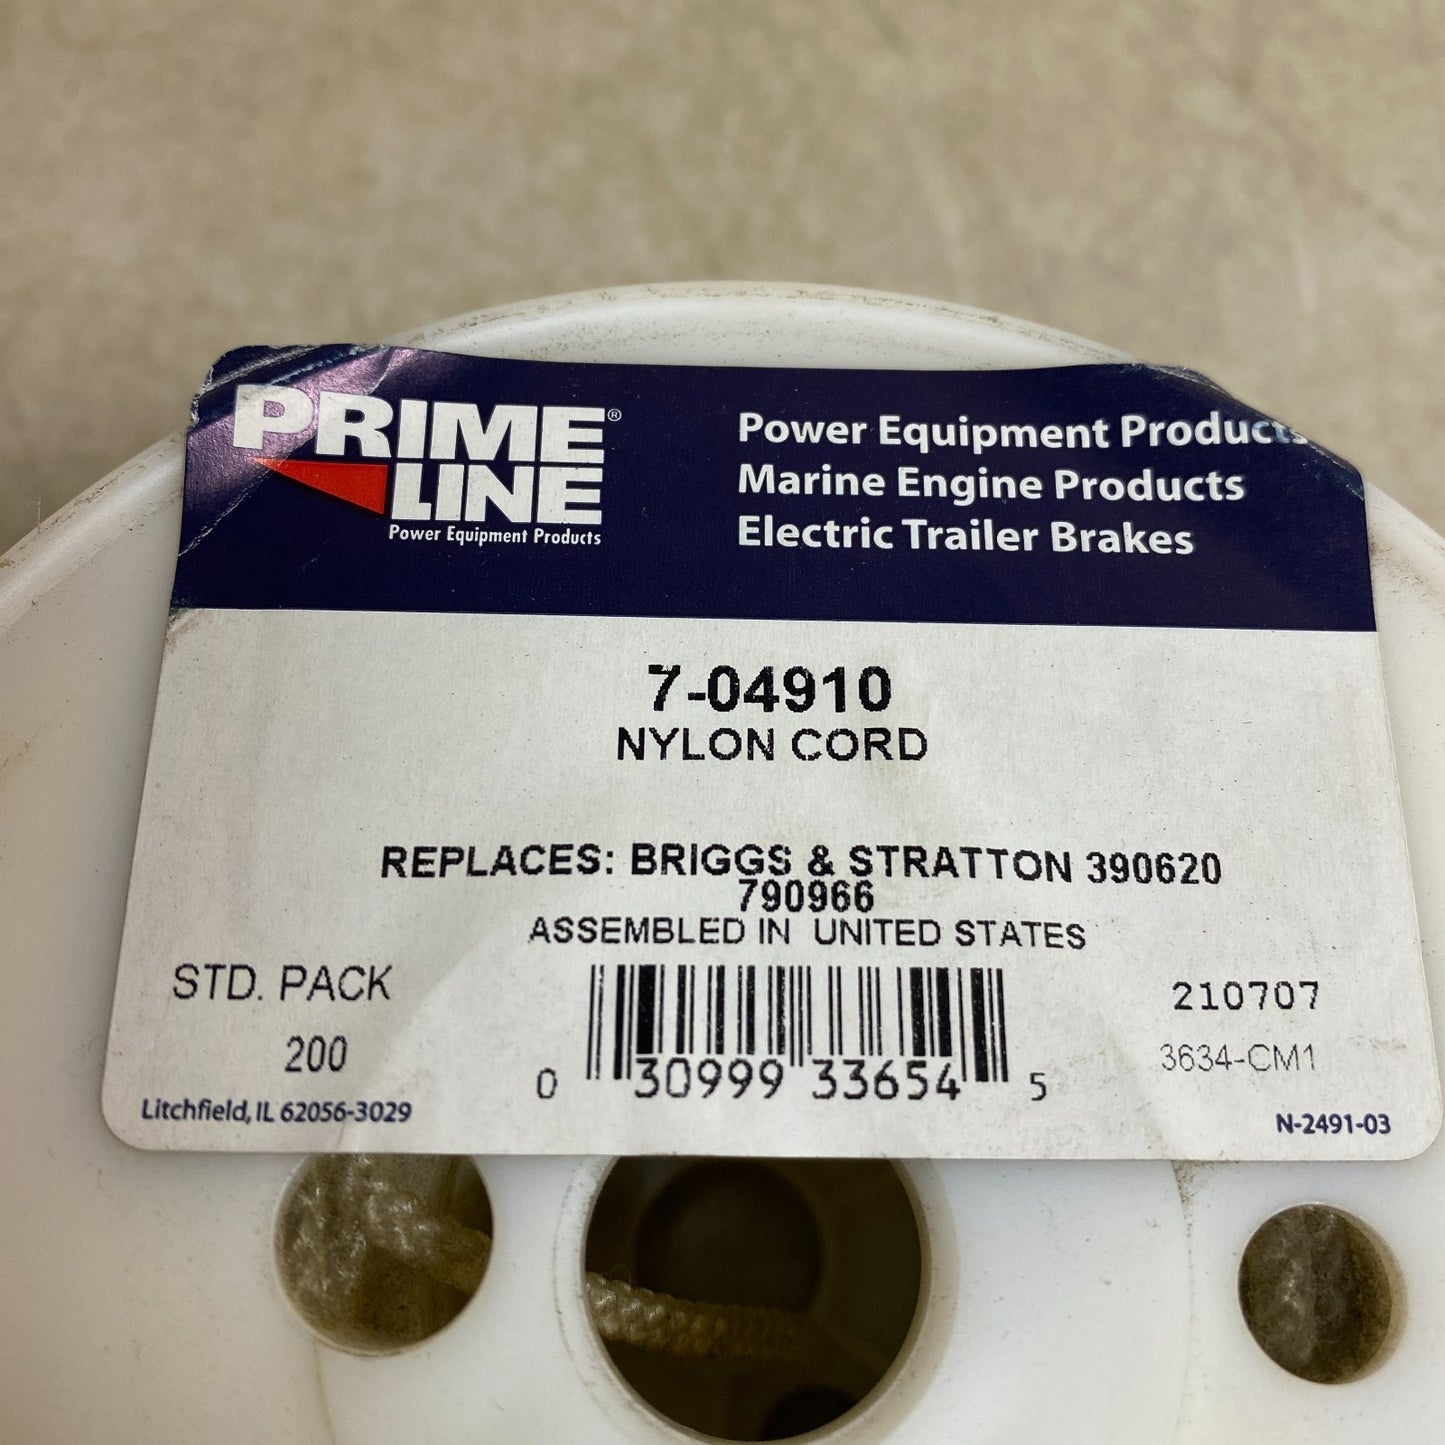 PRIME®
LINE
Power Equipment Products
Power Equipment Products
Marine Engine Products
Electric Trailer Brakes
7-04910
NYLON CORD
REPLACES: BRIGGS & STRATTON 390620
790966
ASSEMBLED IN UNITED STATES
STD. PACK
200
210707
3634-CM1
0 30999 33654 5
Litchfield, IL 62056-3029
N-2491-03